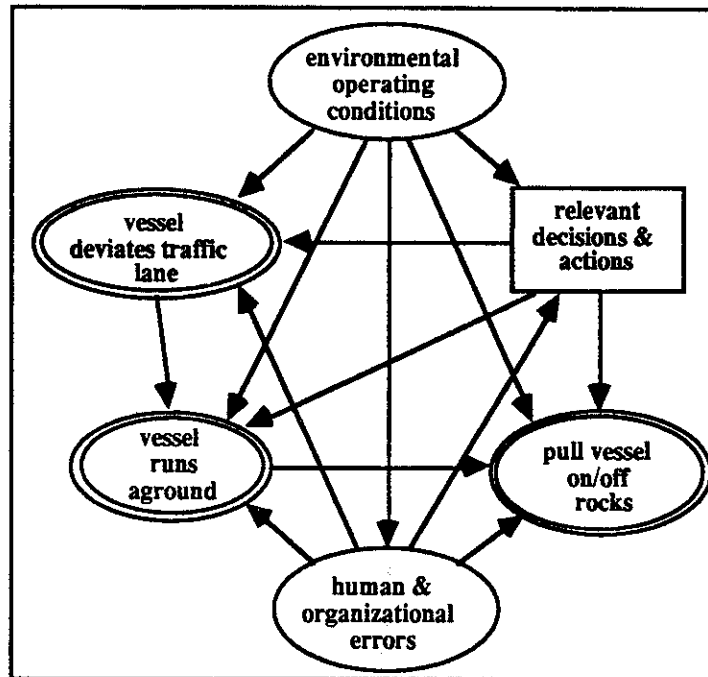 environmental
operating
conditions
vessel
deviates traffic
lane
relevant
decisions &
actions
vessel
runs
aground
pull vessel
on/off
rocks
human &
organizational
errors